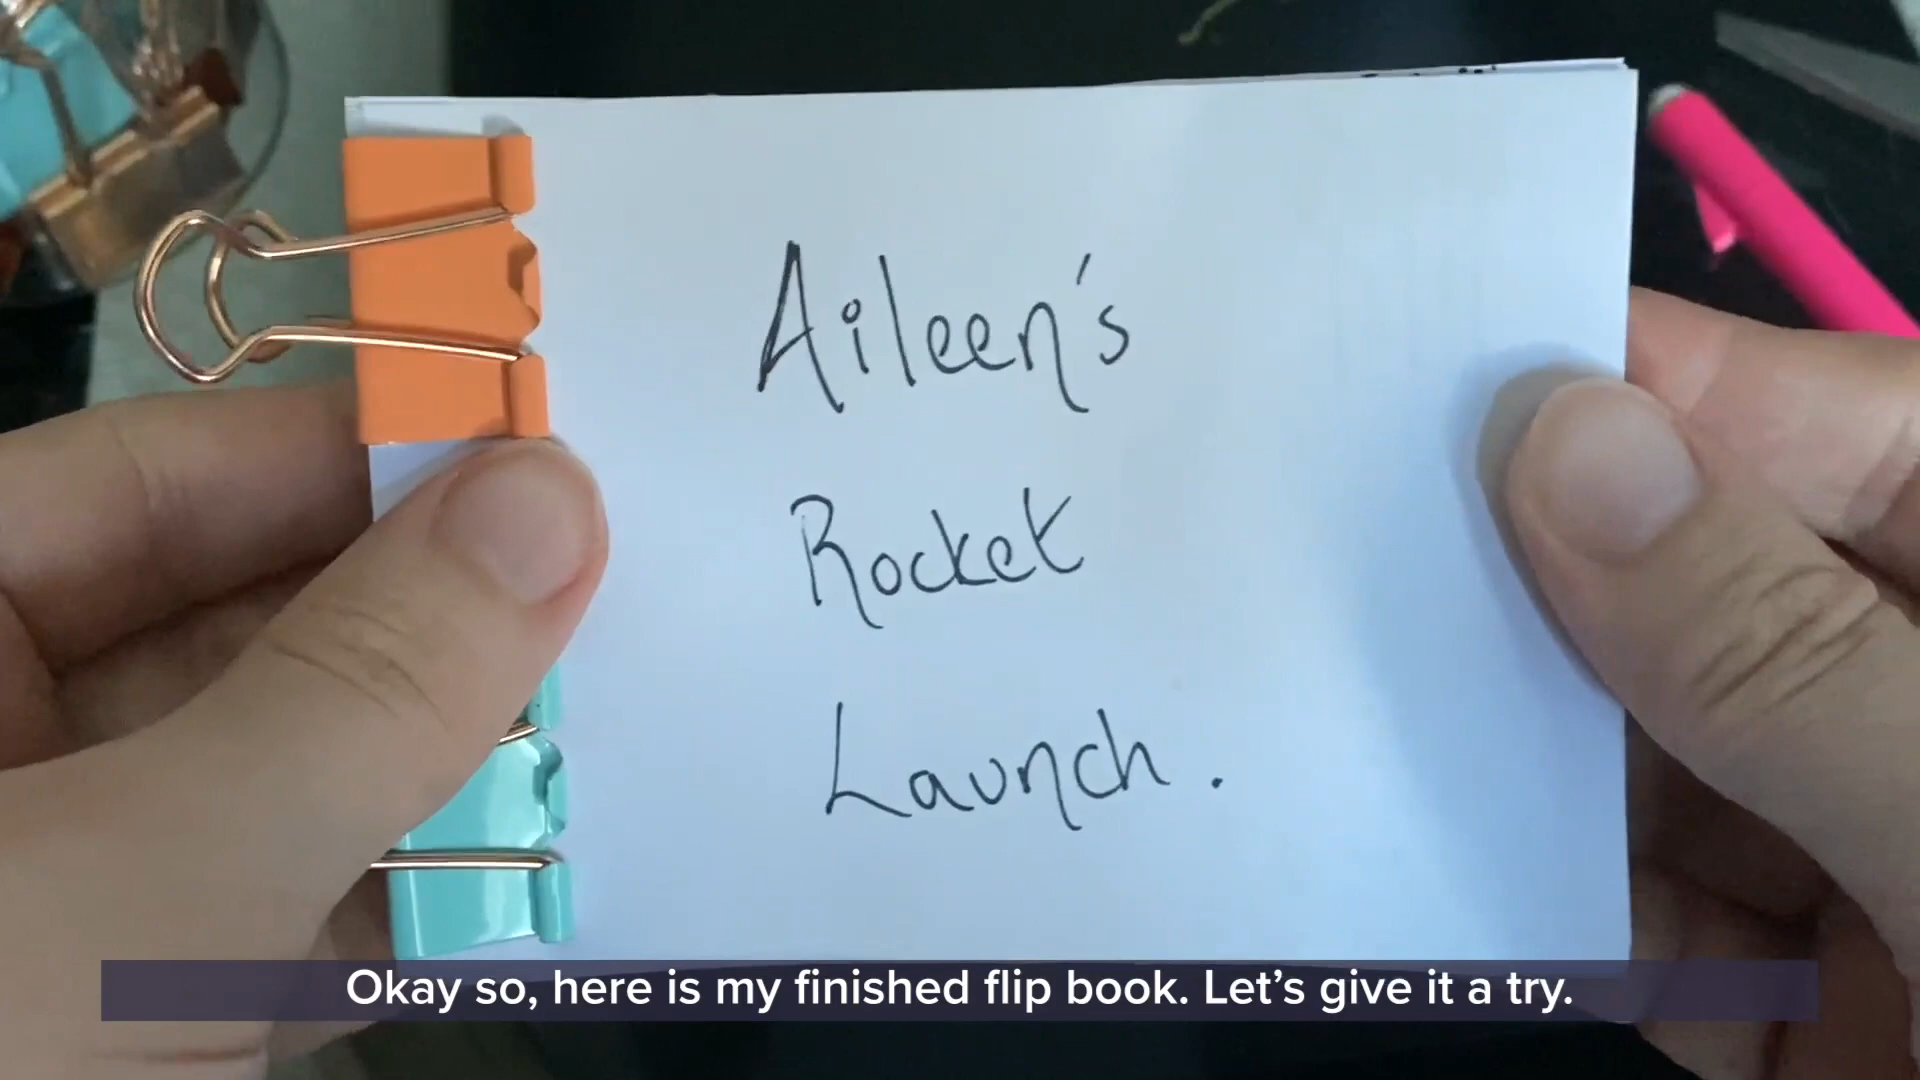 Aileen's
Rocket
Launch.
Okay so, here is my finished flip book. Let’s give it a try.